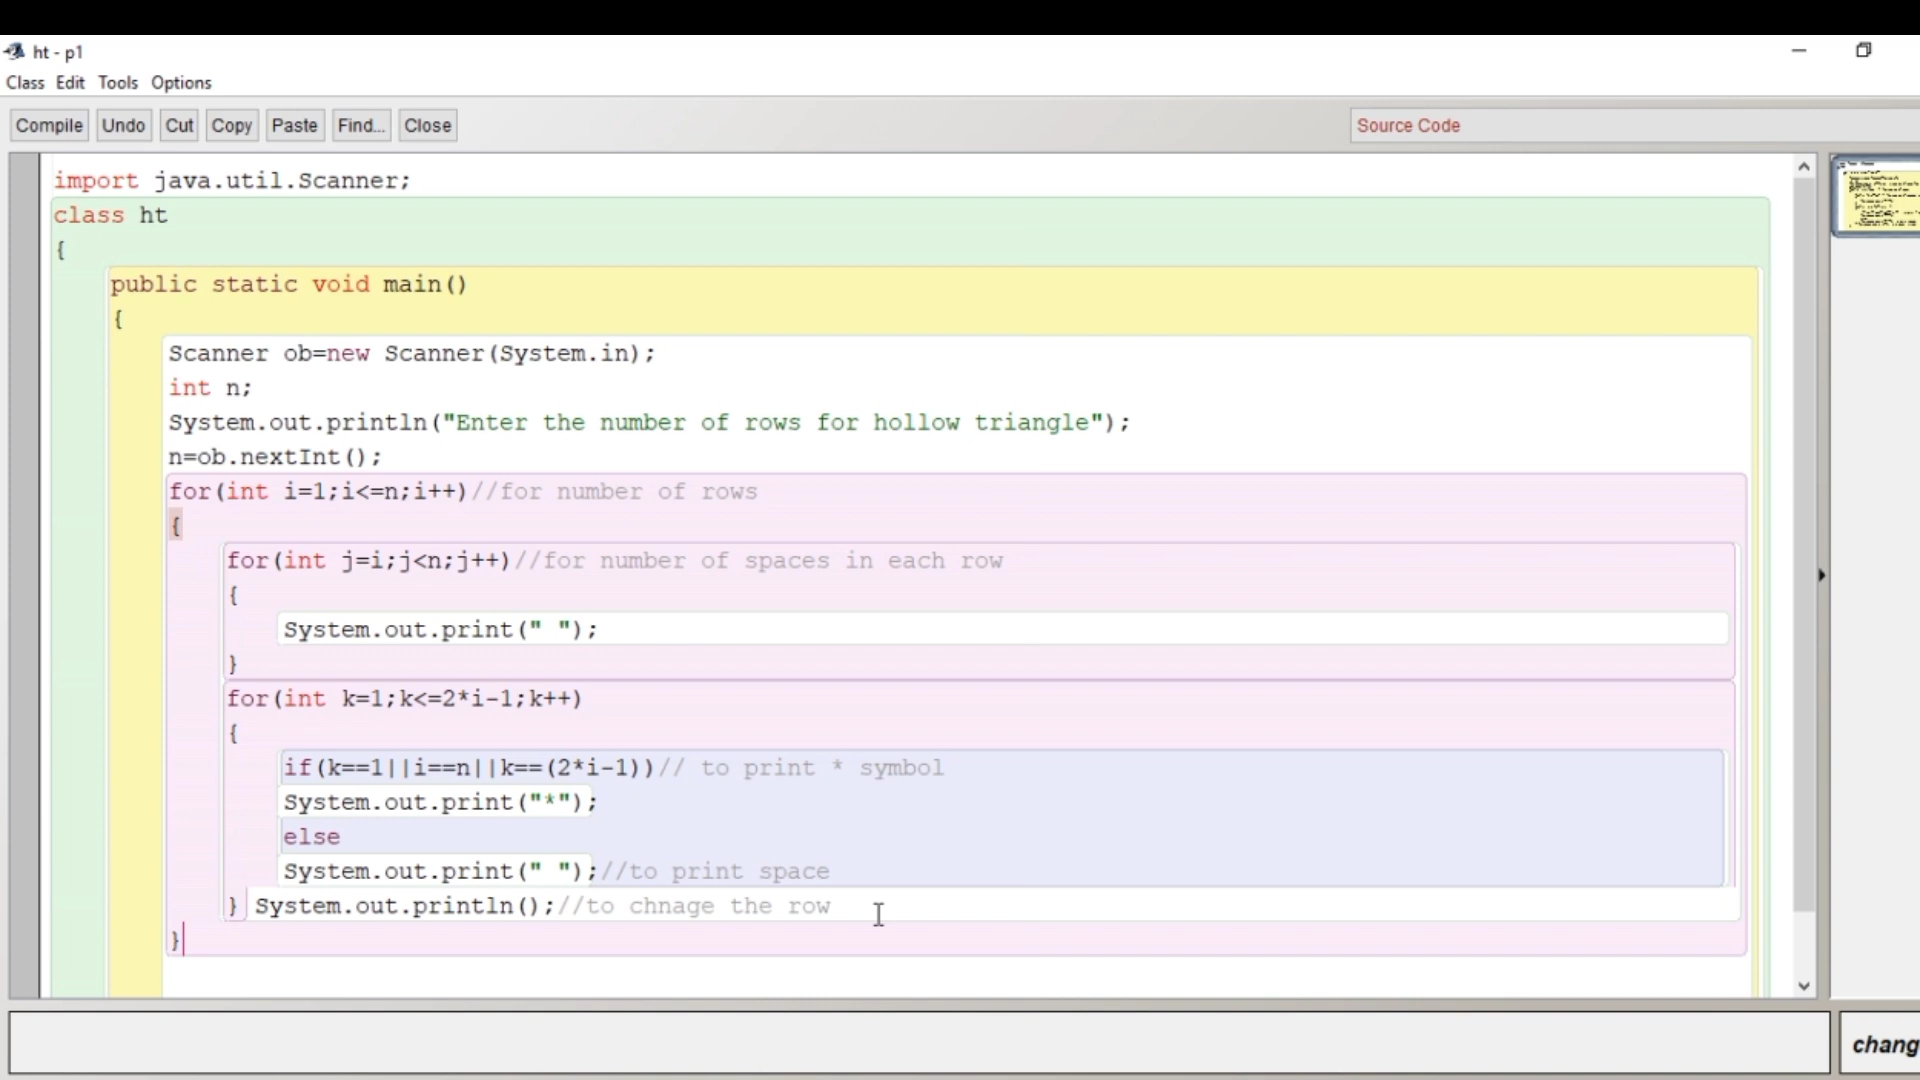 ht - p1
Class Edit Tools Options
Compile Undo Cut Copy Paste Find... Close Source Code
import java.util.Scanner;
class ht
{
public static void main()
{
Scanner ob=new Scanner(System.in);
int n;
System.out.println("Enter the number of rows for hollow triangle");
n=ob.nextInt();
for(int i=1;i<=n;i++)//for number of rows
{
for(int j=i;j<n;j++)//for number of spaces in each row
{
System.out.print(" ");
}
for(int k=1;k<=2*i-1;k++)
{
if(k==1||i==n||k==(2*i-1))// to print * symbol
System.out.print("*");
else
System.out.print(" ");//to print space
} System.out.println();//to chnage the row
}
chang